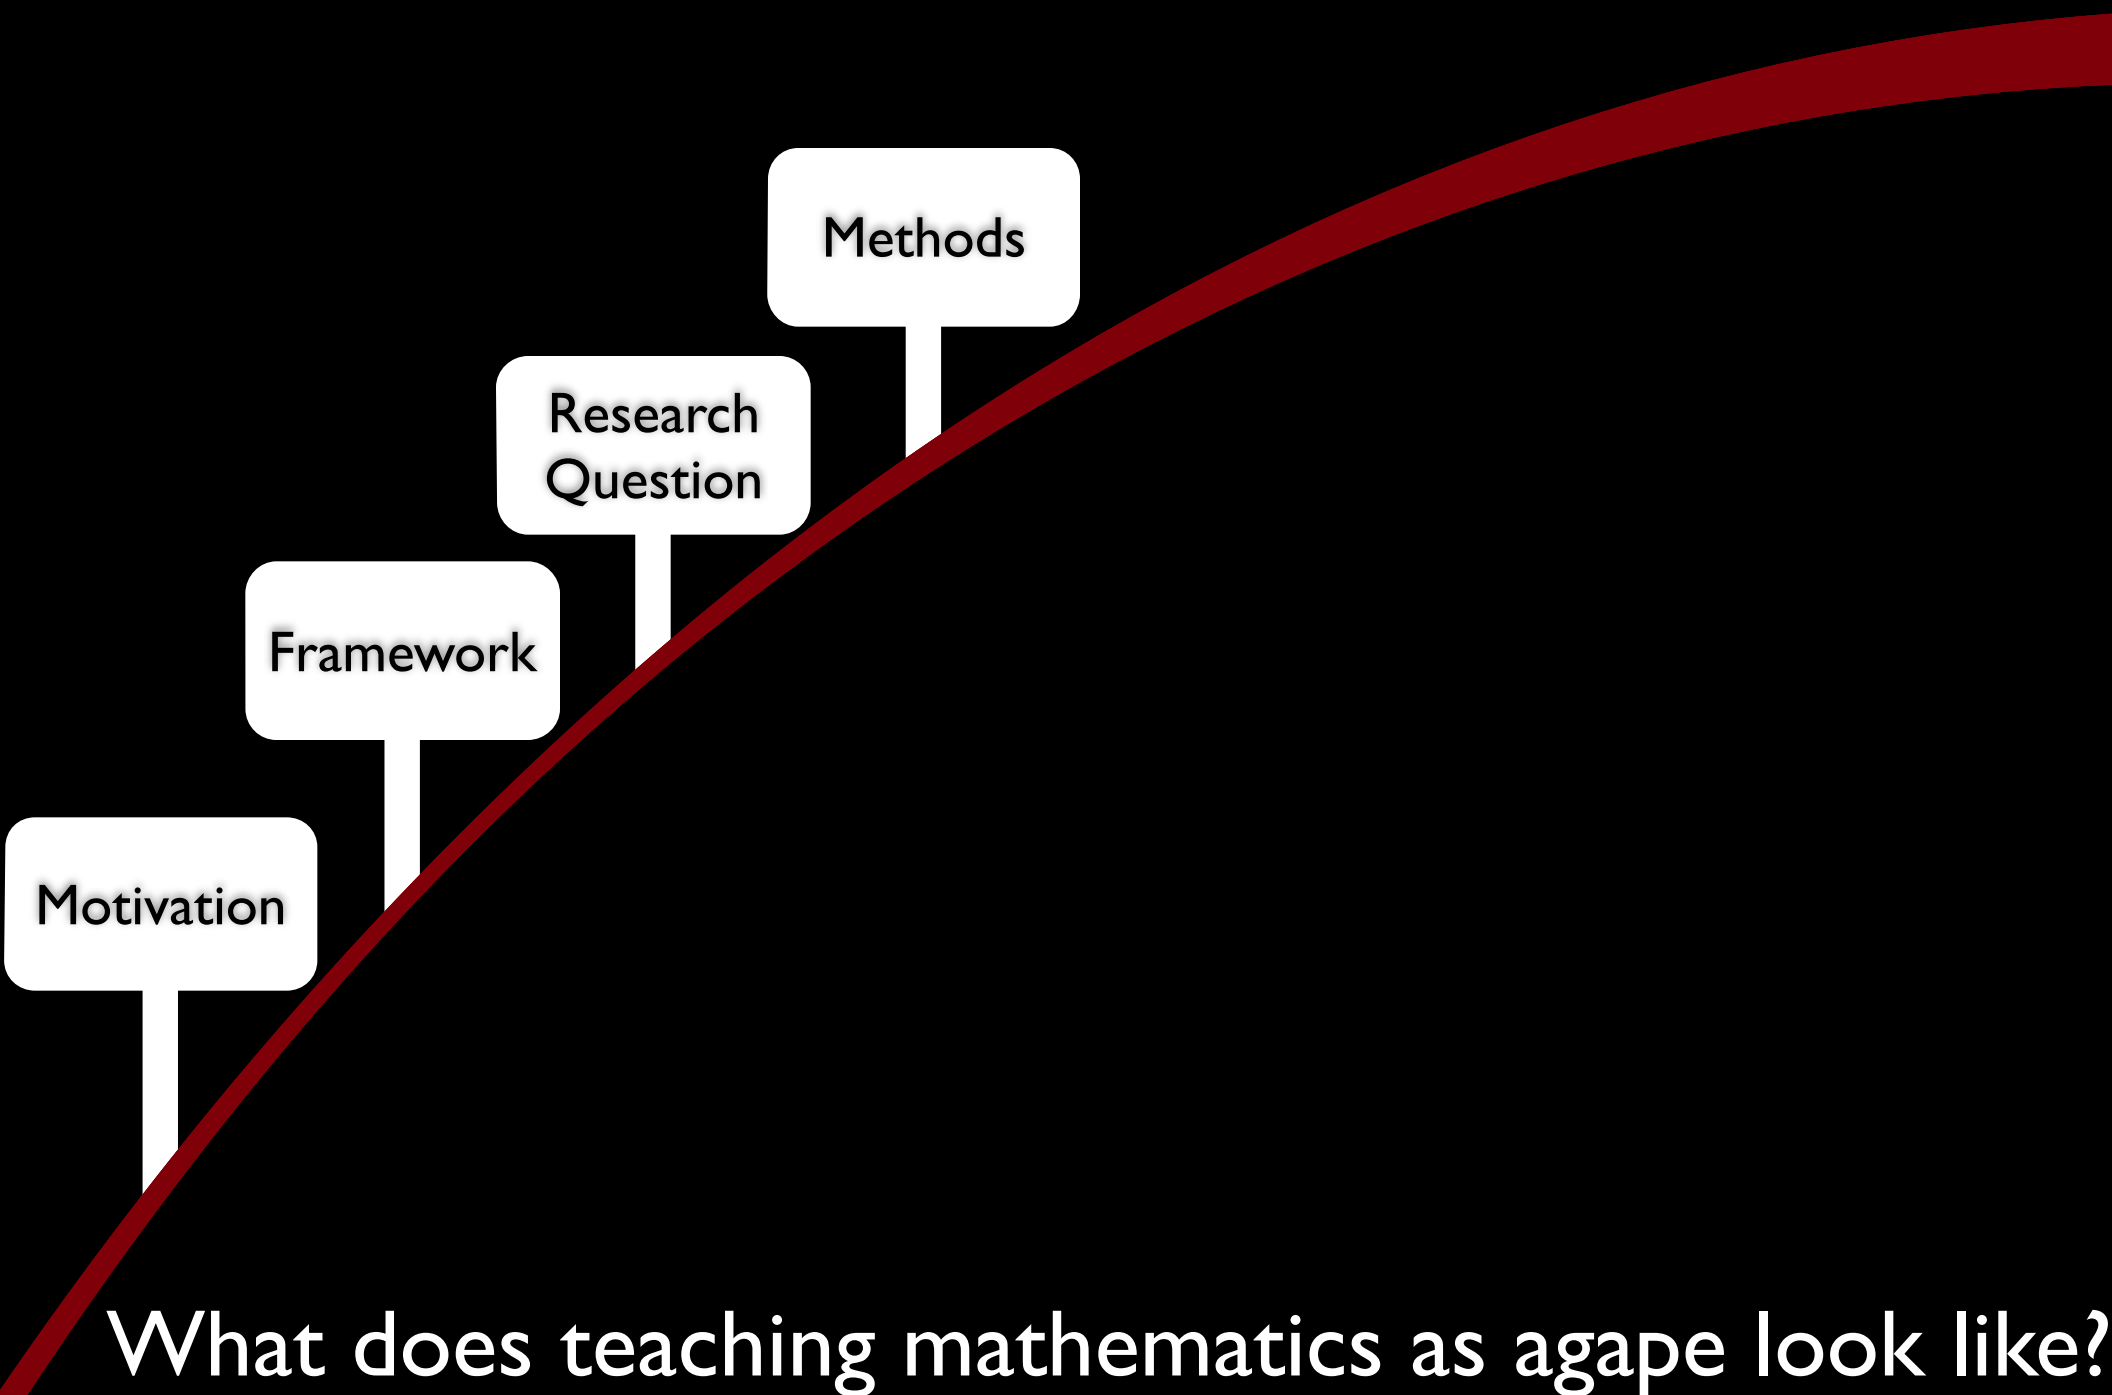 Methods
Research
Question
Framework
Motivation
What does teaching mathematics as agape look like?